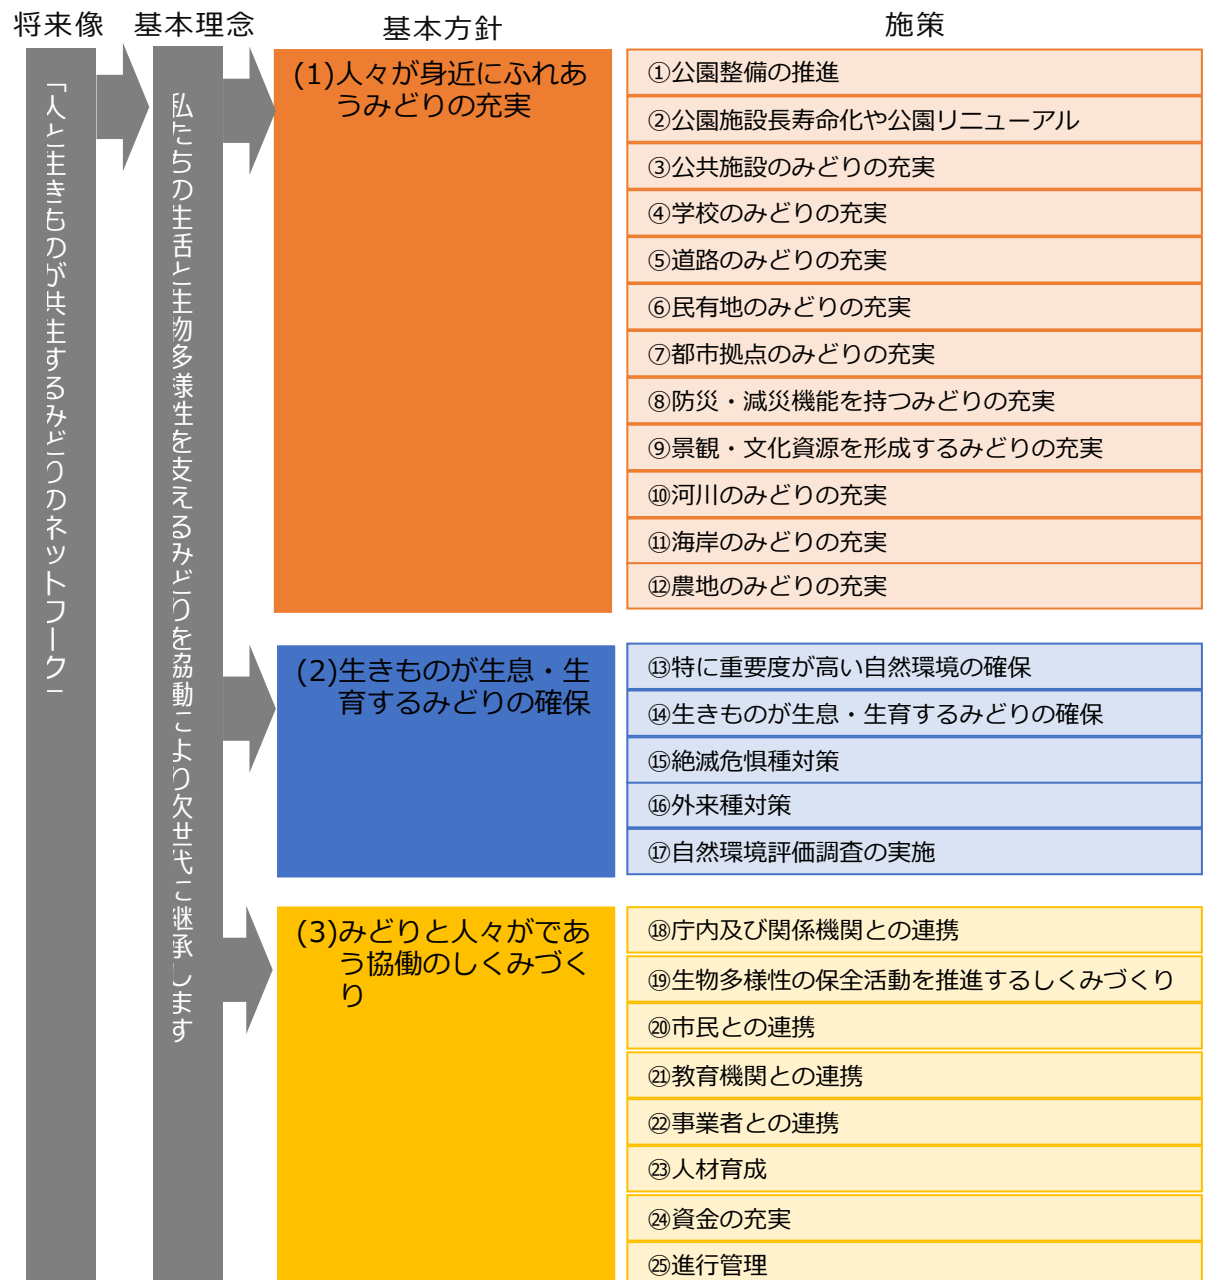 将来像
基本理念
基本方針
施策
「人と生きものが共生するみどりのネットワーク」
私たちの生活と生物多様性を支えるみどりを協働により次世代に継承します
(1)人々が身近にふれあ
うみどりの充実
①公園整備の推進
②公園施設長寿命化や公園リニューアル
③公共施設のみどりの充実
④学校のみどりの充実
⑤道路のみどりの充実
⑥民有地のみどりの充実
⑦都市拠点のみどりの充実
⑧防災・減災機能を持つみどりの充実
⑨景観・文化資源を形成するみどりの充実
⑩河川のみどりの充実
⑪海岸のみどりの充実
⑫農地のみどりの充実
(2)生きものが生息・生
育するみどりの確保
⑬特に重要度が高い自然環境の確保
⑭生きものが生息・生育するみどりの確保
⑮絶滅危惧種対策
⑯外来種対策
⑰自然環境評価調査の実施
(3)みどりと人々がであ
う協働のしくみづく
り
⑱庁内及び関係機関との連携
⑲生物多様性の保全活動を推進するしくみづくり
⑳市民との連携
㉑教育機関との連携
㉒事業者との連携
㉓人材育成
㉔資金の充実
㉕進行管理